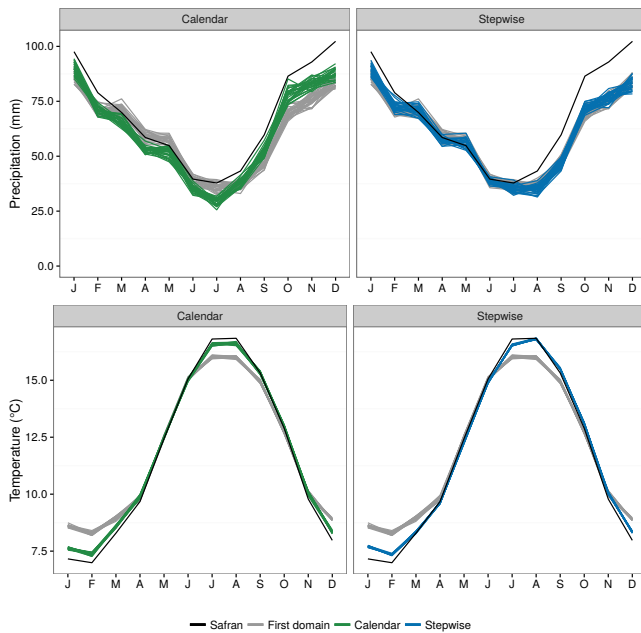 Calendar Stepwise
Precipitation (mm)
100.0
75.0
50.0
25.0
0.0
J F M A M J J A S O N D J F M A M J J A S O N D
Calendar Stepwise
Temperature (°C)
15.0
12.5
10.0
7.5
J F M A M J J A S O N D J F M A M J J A S O N D
Safran First domain Calendar Stepwise